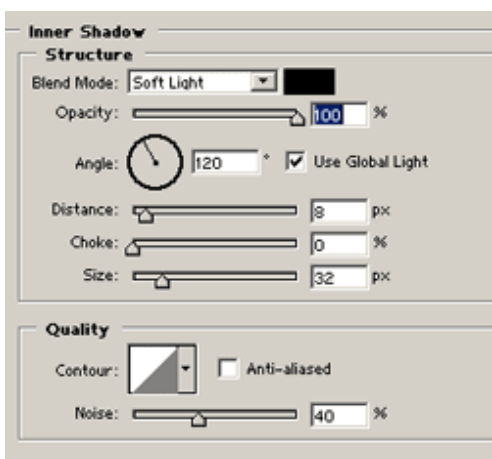 Inner Shadow
Structure
Blend Mode: Soft Light
Opacity: 100 %
Angle: 120 ° Use Global Light
Distance: 8 px
Choke: 0 %
Size: 32 px
Quality
Contour: Anti-aliased
Noise: 40 %